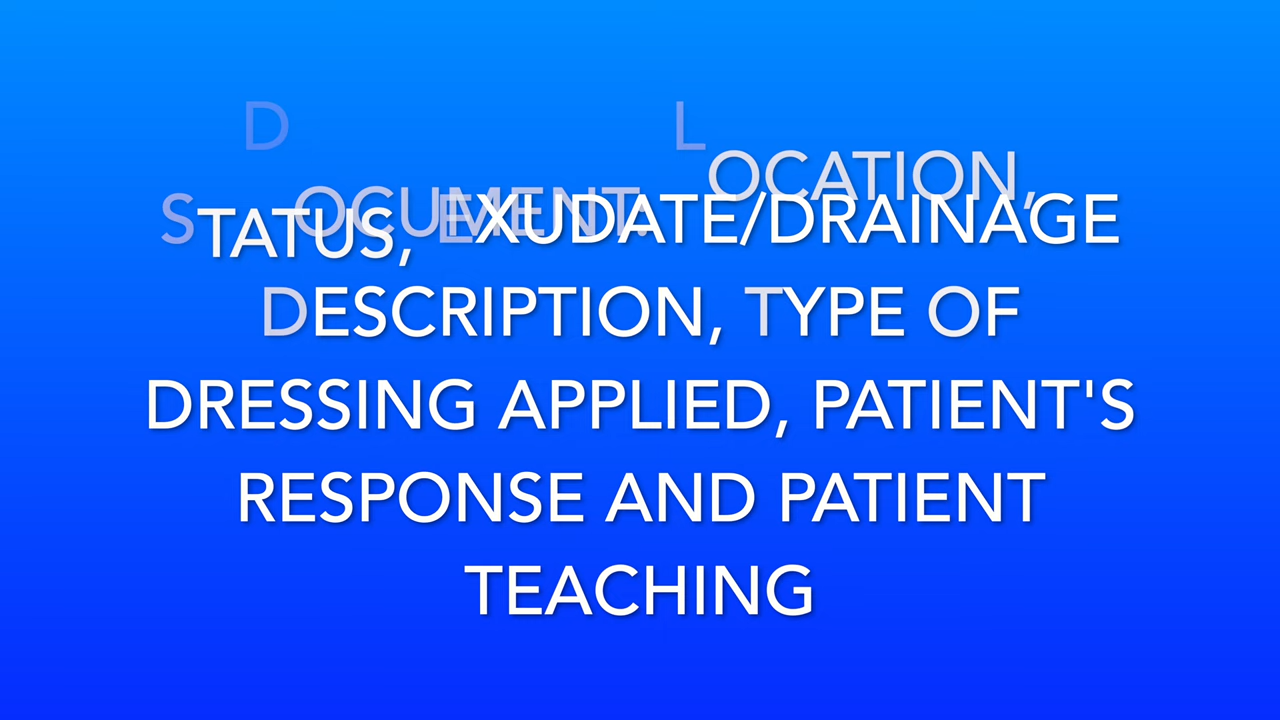 DOCUMENT: LOCATION,
STATUS, EXUDATE/DRAINAGE
DESCRIPTION, TYPE OF
DRESSING APPLIED, PATIENT'S
RESPONSE AND PATIENT
TEACHING